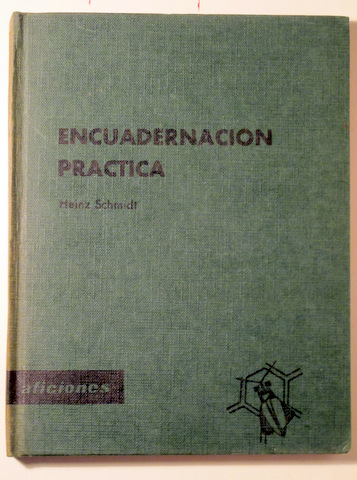 ENCUADERNACION
PRACTICA
Heinz Schmidt
aficiones